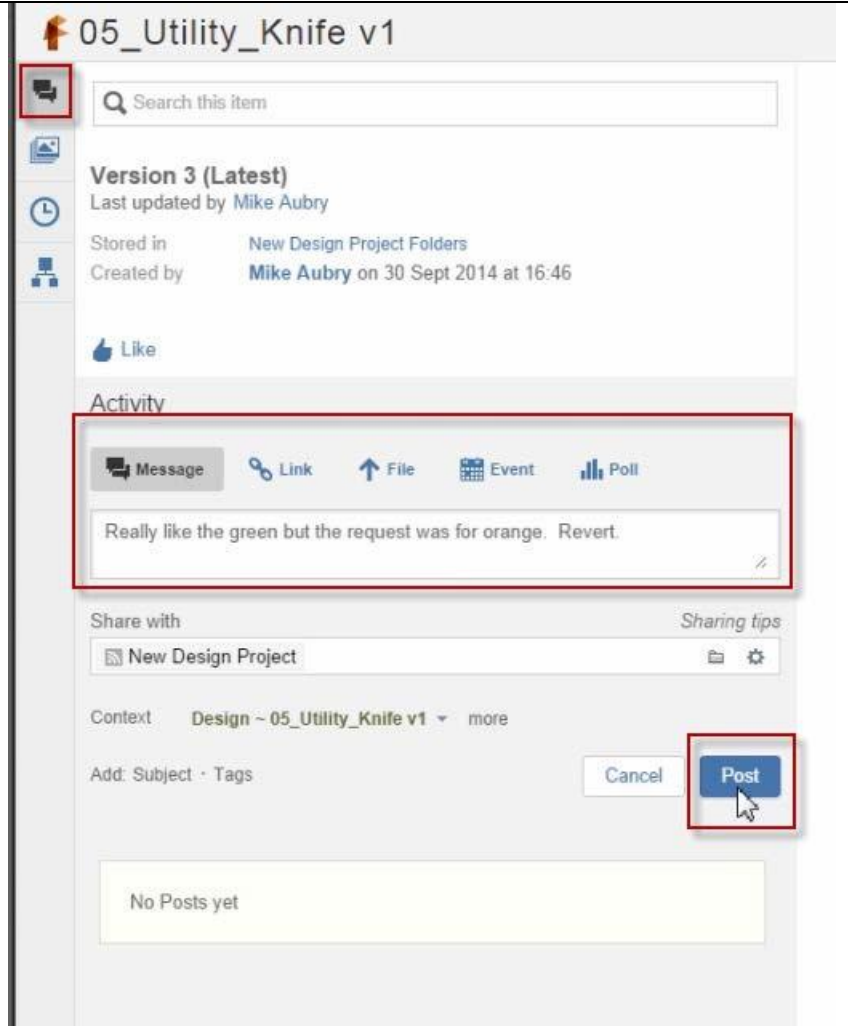 05_Utility_Knife v1
Search this item
Version 3 (Latest)
Last updated by Mike Aubry
Stored in New Design Project Folders
Created by Mike Aubry on 30 Sept 2014 at 16:46
Like
Activity
Message Link File Event Poll
Really like the green but the request was for orange. Revert.
Share with Sharing tips
New Design Project
Context Design ~ 05_Utility_Knife v1 more
Add: Subject · Tags Cancel Post
No Posts yet